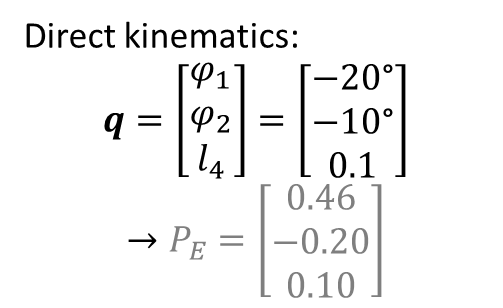 Direct kinematics:
q = [φ₁ φ₂ l₄] = [−20° −10° 0.1]
→ P_E = [0.46 −0.20 0.10]